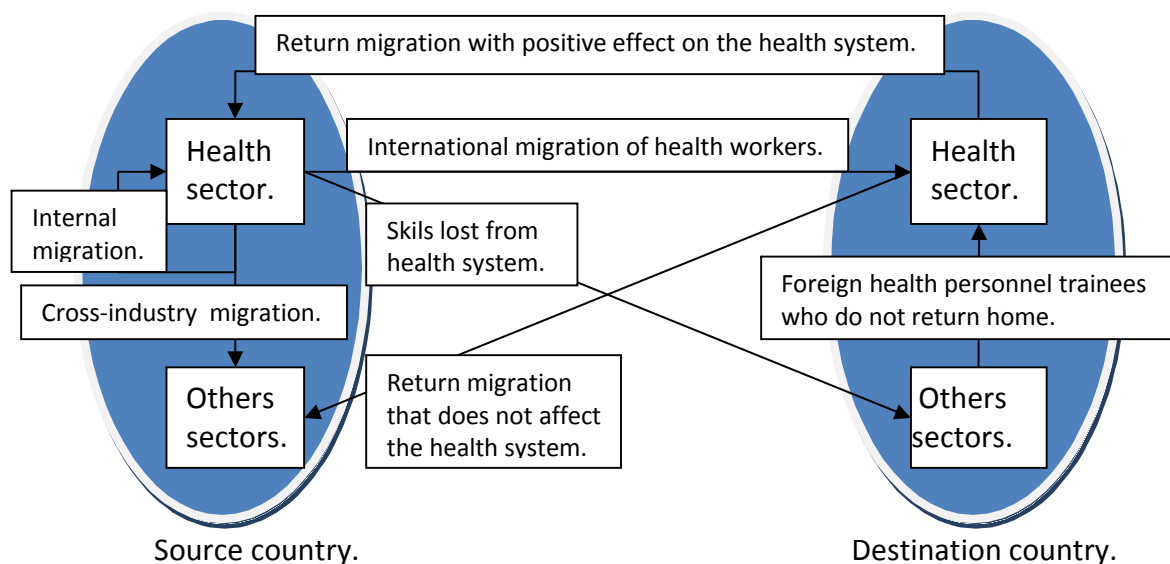 Return migration with positive effect on the health system.
Health
sector.
International migration of health workers.
Health
sector.
Internal
migration.
Skils lost from
health system.
Foreign health personnel trainees
who do not return home.
Cross-industry migration.
Others
sectors.
Return migration
that does not affect
the health system.
Others
sectors.
Source country.
Destination country.